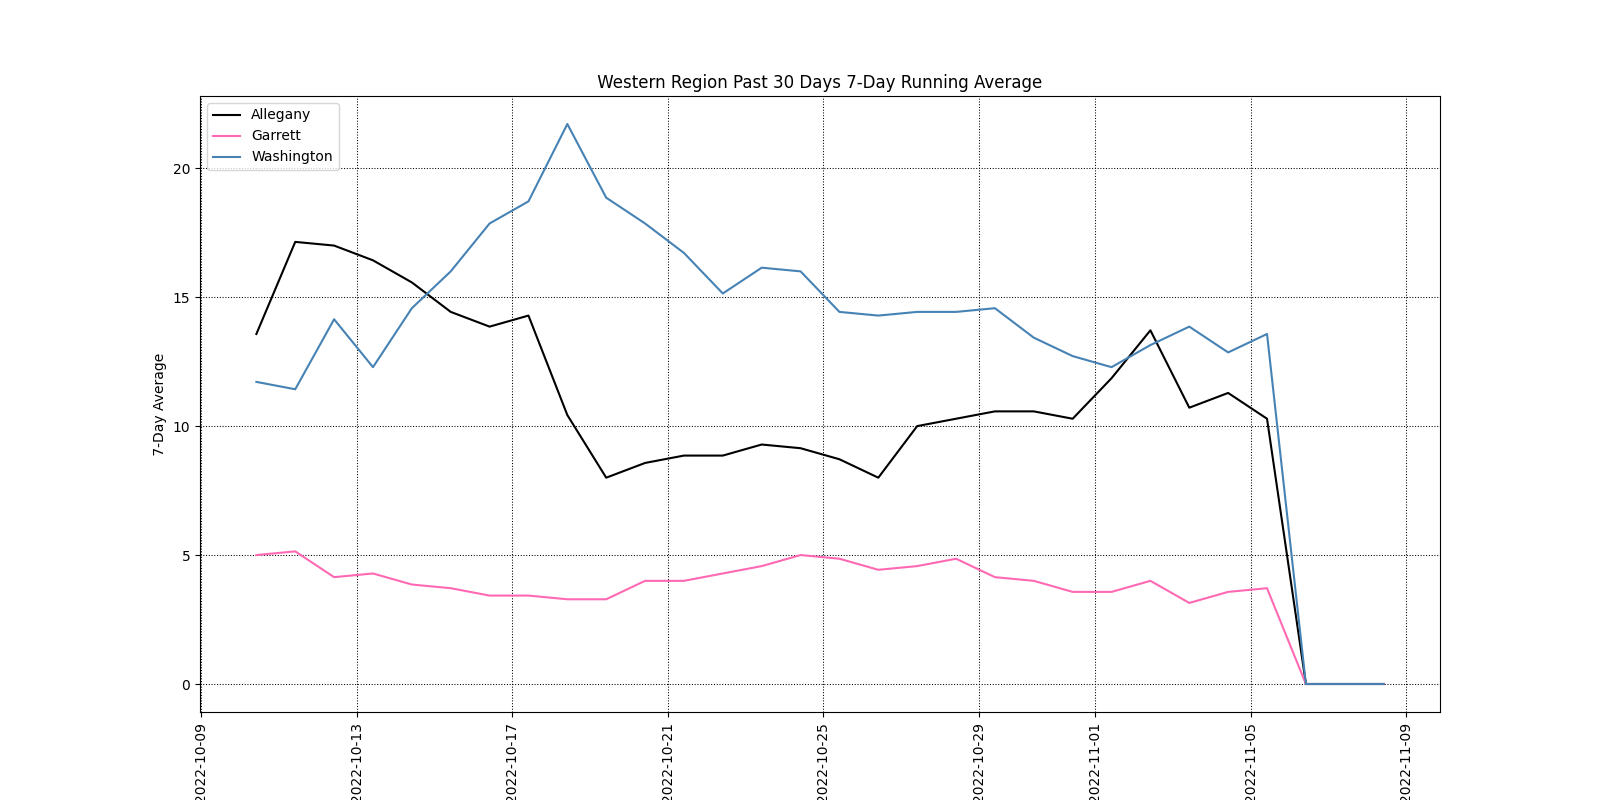 Western Region Past 30 Days 7-Day Running Average
Allegany
Garrett
Washington
7-Day Average
20
15
10
5
0
2022-10-09
2022-10-13
2022-10-17
2022-10-21
2022-10-25
2022-10-29
2022-11-01
2022-11-05
2022-11-09